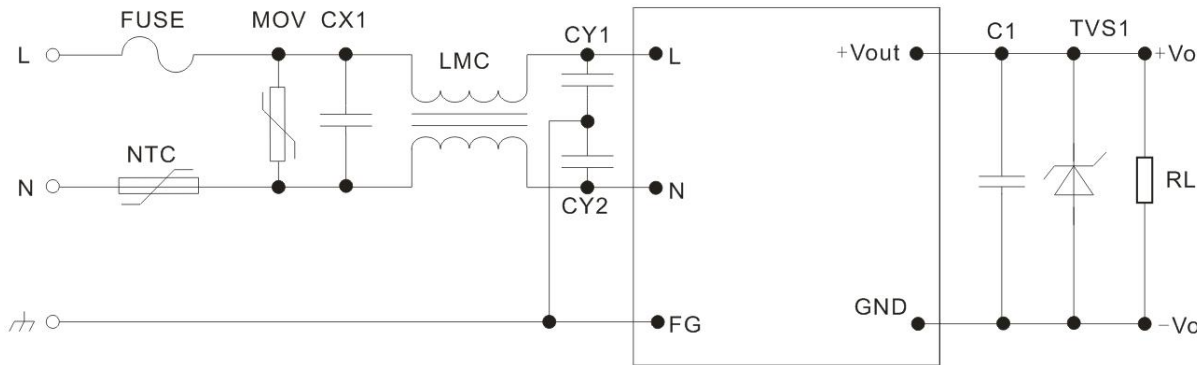 FUSE MOV CX1 CY1 C1 TVS1
L LMC L +Vout +Vo
NTC RL
N CY2 N
FG GND −Vo